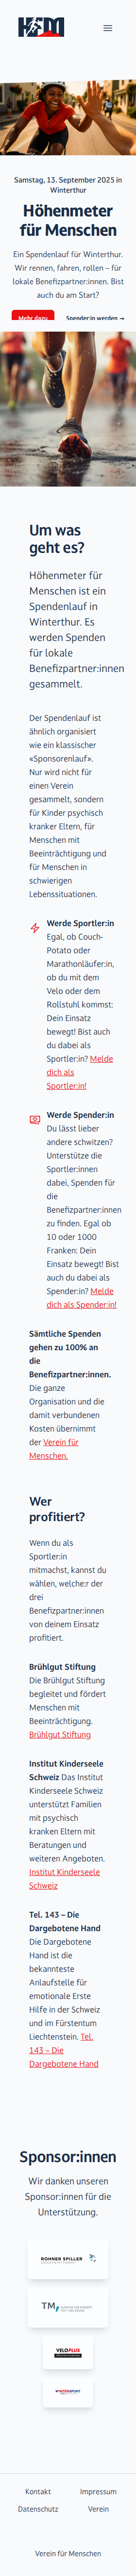 HFM
Samstag, 13. September 2025 in
Winterthur
Höhenmeter
für Menschen
Ein Spendenlauf für Winterthur.
Wir rennen, fahren, rollen – für
lokale Benefizpartner:innen. Bist
auch du am Start?
Mehr dazu
Spender:in werden →
Um was
geht es?
Höhenmeter für
Menschen ist ein
Spendenlauf in
Winterthur. Es
werden Spenden
für lokale
Benefizpartner:innen
gesammelt.
Der Spendenlauf ist
ähnlich organisiert
wie ein klassischer
«Sponsorenlauf».
Nur wird nicht für
einen Verein
gesammelt, sondern
für Kinder psychisch
kranker Eltern, für
Menschen mit
Beeinträchtigung und
für Menschen in
schwierigen
Lebenssituationen.
Werde Sportler:in
Egal, ob Couch-
Potato oder
Marathonläufer:in,
ob du mit dem
Velo oder dem
Rollstuhl kommst:
Dein Einsatz
bewegt! Bist auch
du dabei als
Sportler:in? Melde
dich als
Sportler:in!
Werde Spender:in
Du lässt lieber
andere schwitzen?
Unterstütze die
Sportler:innen
dabei, Spenden für
die
Benefizpartner:innen
zu finden. Egal ob
10 oder 1000
Franken: Dein
Einsatz bewegt! Bist
auch du dabei als
Spender:in? Melde
dich als Spender:in!
Sämtliche Spenden
gehen zu 100% an
die
Benefizpartner:innen.
Die ganze
Organisation und die
damit verbundenen
Kosten übernimmt
der Verein für
Menschen.
Wer
profitiert?
Wenn du als
Sportler:in
mitmachst, kannst du
wählen, welche:r der
drei
Benefizpartner:innen
von deinem Einsatz
profitiert.
Brühlgut Stiftung
Die Brühlgut Stiftung
begleitet und fördert
Menschen mit
Beeinträchtigung.
Brühlgut Stiftung
Institut Kinderseele
Schweiz Das Institut
Kinderseele Schweiz
unterstützt Familien
mit psychisch
kranken Eltern mit
Beratungen und
weiteren Angeboten.
Institut Kinderseele
Schweiz
Tel. 143 – Die
Dargebotene Hand
Die Dargebotene
Hand ist die
bekannteste
Anlaufstelle für
emotionale Erste
Hilfe in der Schweiz
und im Fürstentum
Liechtenstein. Tel.
143 – Die
Dargebotene Hand
Sponsor:innen
Wir danken unseren
Sponsor:innen für die
Unterstützung.
ROHNER SPILLER
TM
VELOPLUS
WINTERSPORT
Kontakt
Impressum
Datenschutz
Verein
Verein für Menschen